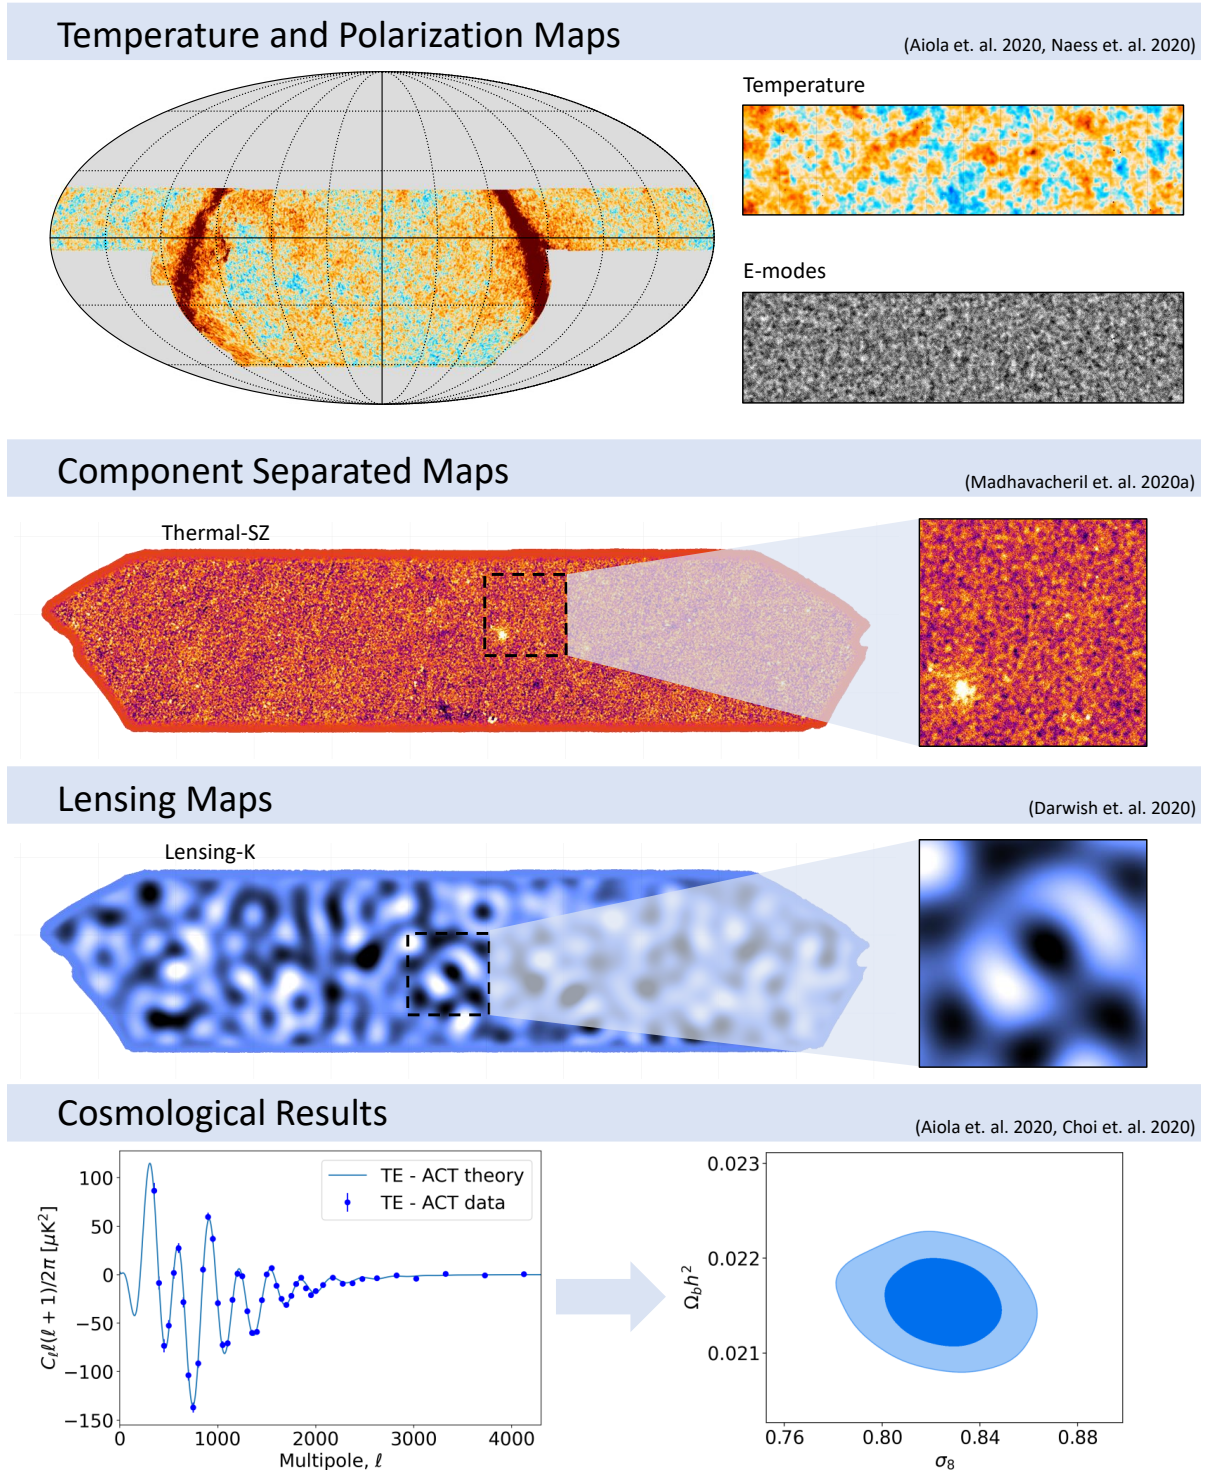 Temperature and Polarization Maps
(Aiola et. al. 2020, Naess et. al. 2020)
Temperature
E-modes
Component Separated Maps
(Madhavacheril et. al. 2020a)
Thermal-SZ
Lensing Maps
(Darwish et. al. 2020)
Lensing-K
Cosmological Results
(Aiola et. al. 2020, Choi et. al. 2020)
TE - ACT theory
TE - ACT data
100
50
0
−50
−100
−150
C_ℓℓ(ℓ + 1)/2π [μK²]
0 1000 2000 3000 4000
Multipole, ℓ
0.023
0.022
0.021
Ω_bh²
0.76 0.80 0.84 0.88
σ₈